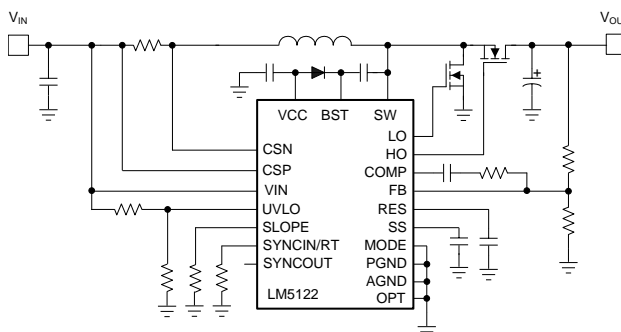 VIN
VOU
VCC BST SW
LO
HO
CSN
COMP
CSP
FB
VIN
RES
UVLO
SS
SLOPE
MODE
SYNCIN/RT
PGND
SYNCOUT
AGND
LM5122
OPT